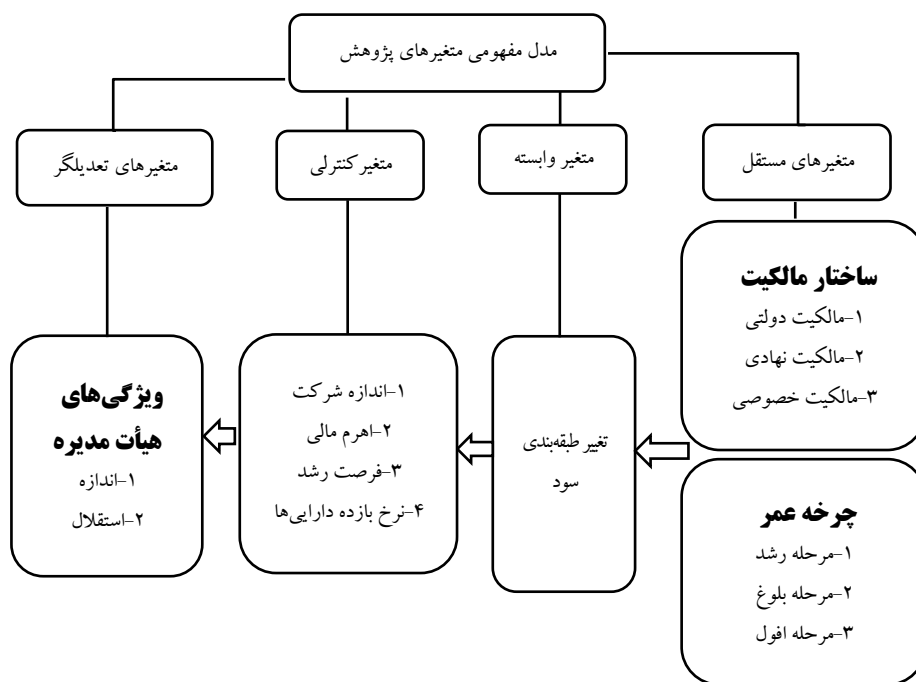 مدل مفهومی متغیرهای پژوهش
متغیرهای مستقل
متغیر وابسته
متغیر کنترلی
متغیرهای تعدیلگر
ساختار مالکیت
۱-مالکیت دولتی
۲-مالکیت نهادی
۳-مالکیت خصوصی
چرخه عمر
۱-مرحله رشد
۲-مرحله بلوغ
۳-مرحله افول
تغییر طبقه‌بندی
سود
۱-اندازه شرکت
۲-اهرم مالی
۳-فرصت رشد
۴-نرخ بازده دارایی‌ها
ویژگی‌های
هیأت مدیره
۱-اندازه
۲-استقلال